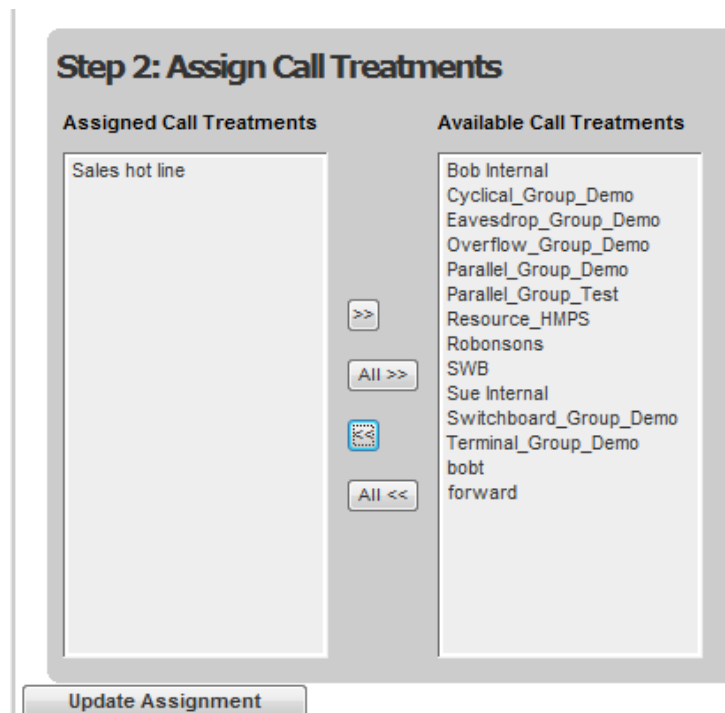 Step 2: Assign Call Treatments
Assigned Call Treatments
Available Call Treatments
Sales hot line
Bob Internal
Cyclical_Group_Demo
Eavesdrop_Group_Demo
Overflow_Group_Demo
Parallel_Group_Demo
Parallel_Group_Test
Resource_HMPS
Robonsons
SWB
Sue Internal
Switchboard_Group_Demo
Terminal_Group_Demo
bobt
forward
>>
All >>
<<
All <<
Update Assignment